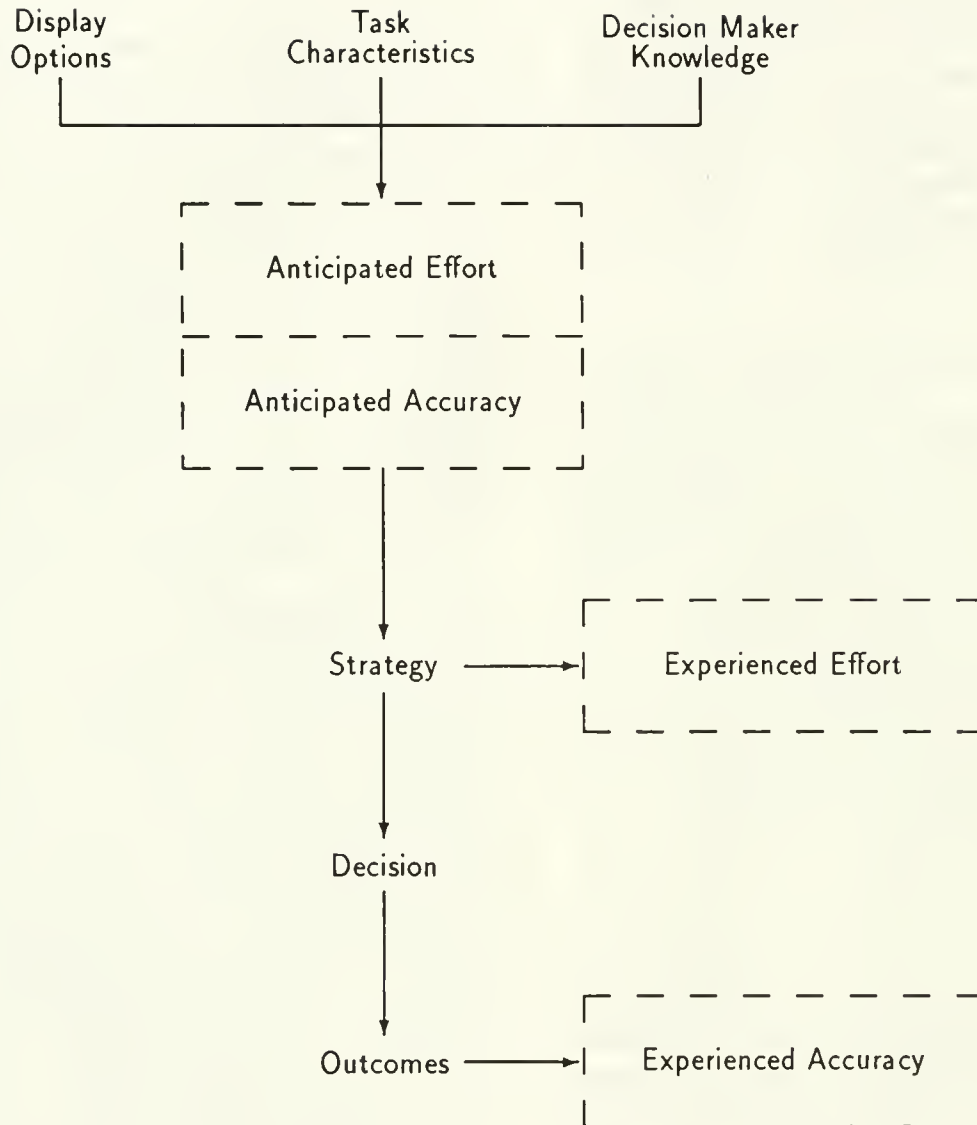 Display
Options
Task
Characteristics
Decision Maker
Knowledge
Anticipated Effort
Anticipated Accuracy
Strategy
Experienced Effort
Decision
Outcomes
Experienced Accuracy